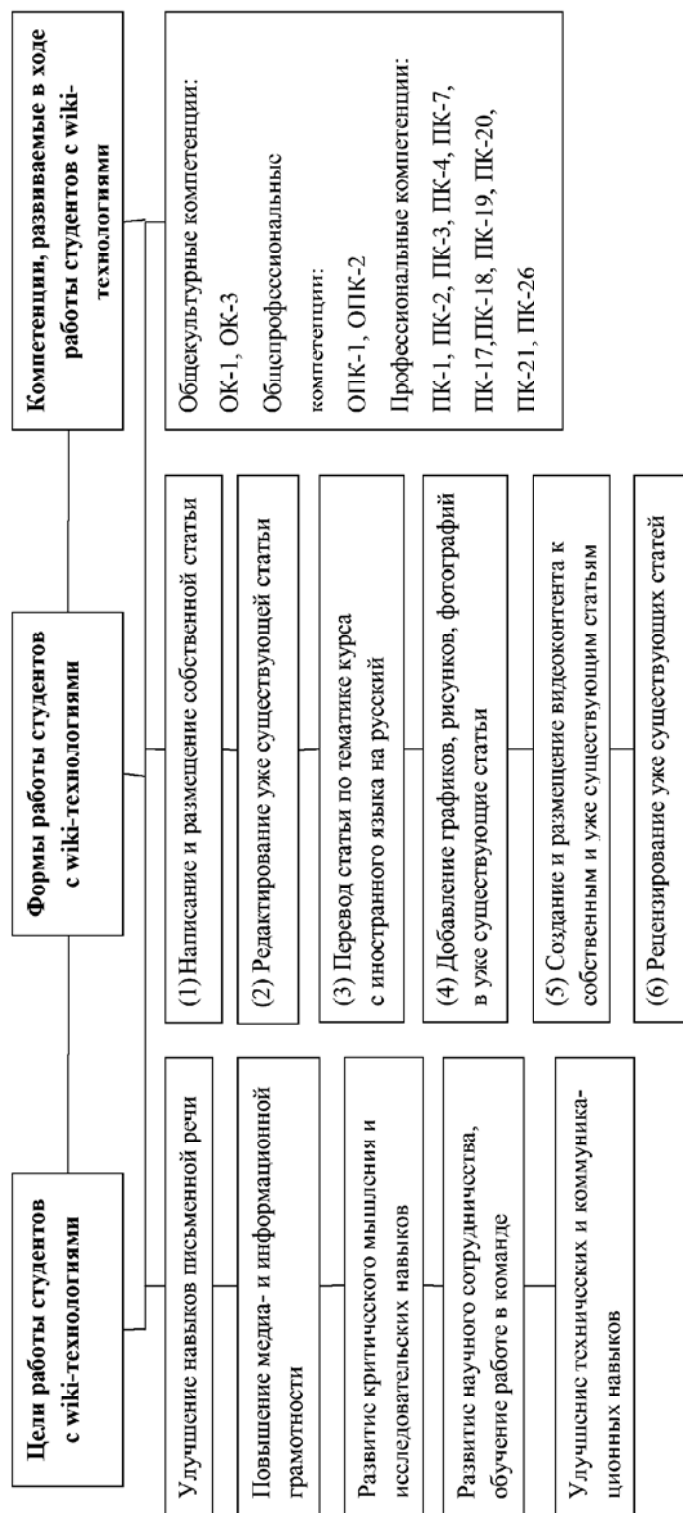 Цели работы студентов
с wiki-технологиями
Улучшение навыков письменной речи
Повышение медиа- и информационной
грамотности
Развитие критического мышления и
исследовательских навыков
Развитие научного сотрудничества,
обучение работе в команде
Улучшение технических и коммуника-
ционных навыков
Формы работы студентов
с wiki-технологиями
(1) Написание и размещение собственной статьи
(2) Редактирование уже существующей статьи
(3) Перевод статьи по тематике курса
с иностранного языка на русский
(4) Добавление графиков, рисунков, фотографий
в уже существующие статьи
(5) Создание и размещение видеоконтента к
собственным и уже существующим статьям
(6) Рецензирование уже существующих статей
Компетенции, развиваемые в ходе
работы студентов с wiki-
технологиями
Общекультурные компетенции:
ОК-1, ОК-3
Общепрофессиональные
компетенции:
ОПК-1, ОПК-2
Профессиональные компетенции:
ПК-1, ПК-2, ПК-3, ПК-4, ПК-7,
ПК-17,ПК-18, ПК-19, ПК-20,
ПК-21, ПК-26